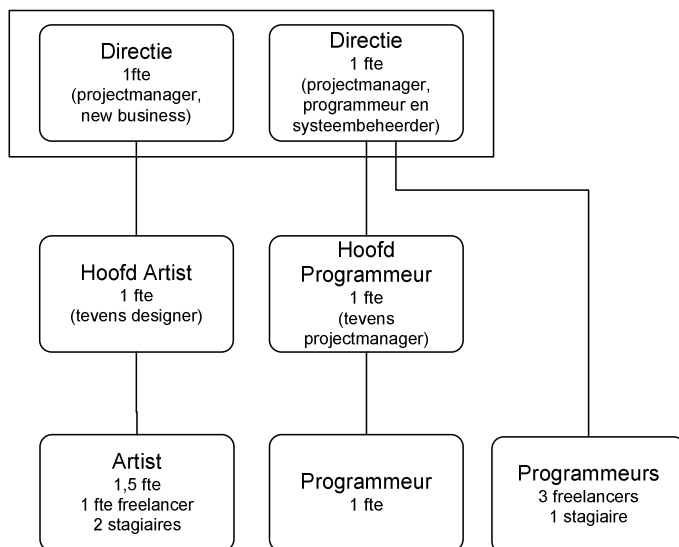 Directie
1fte
(projectmanager,
new business)
Directie
1 fte
(projectmanager,
programmeur en
systeembeheerder)
Hoofd Artist
1 fte
(tevens designer)
Hoofd
Programmeur
1 fte
(tevens
projectmanager)
Artist
1,5 fte
1 fte freelancer
2 stagiaires
Programmeur
1 fte
Programmeurs
3 freelancers
1 stagiaire